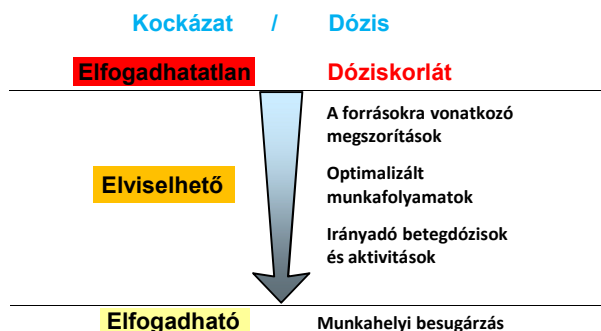 Kockázat / Dózis
Elfogadhatatlan Dóziskorlát
A forrásokra vonatkozó
megszorítások
Elviselhető
Optimalizált
munkafolyamatok
Irányadó betegdózisok
és aktivitások
Elfogadható Munkahelyi besugárzás